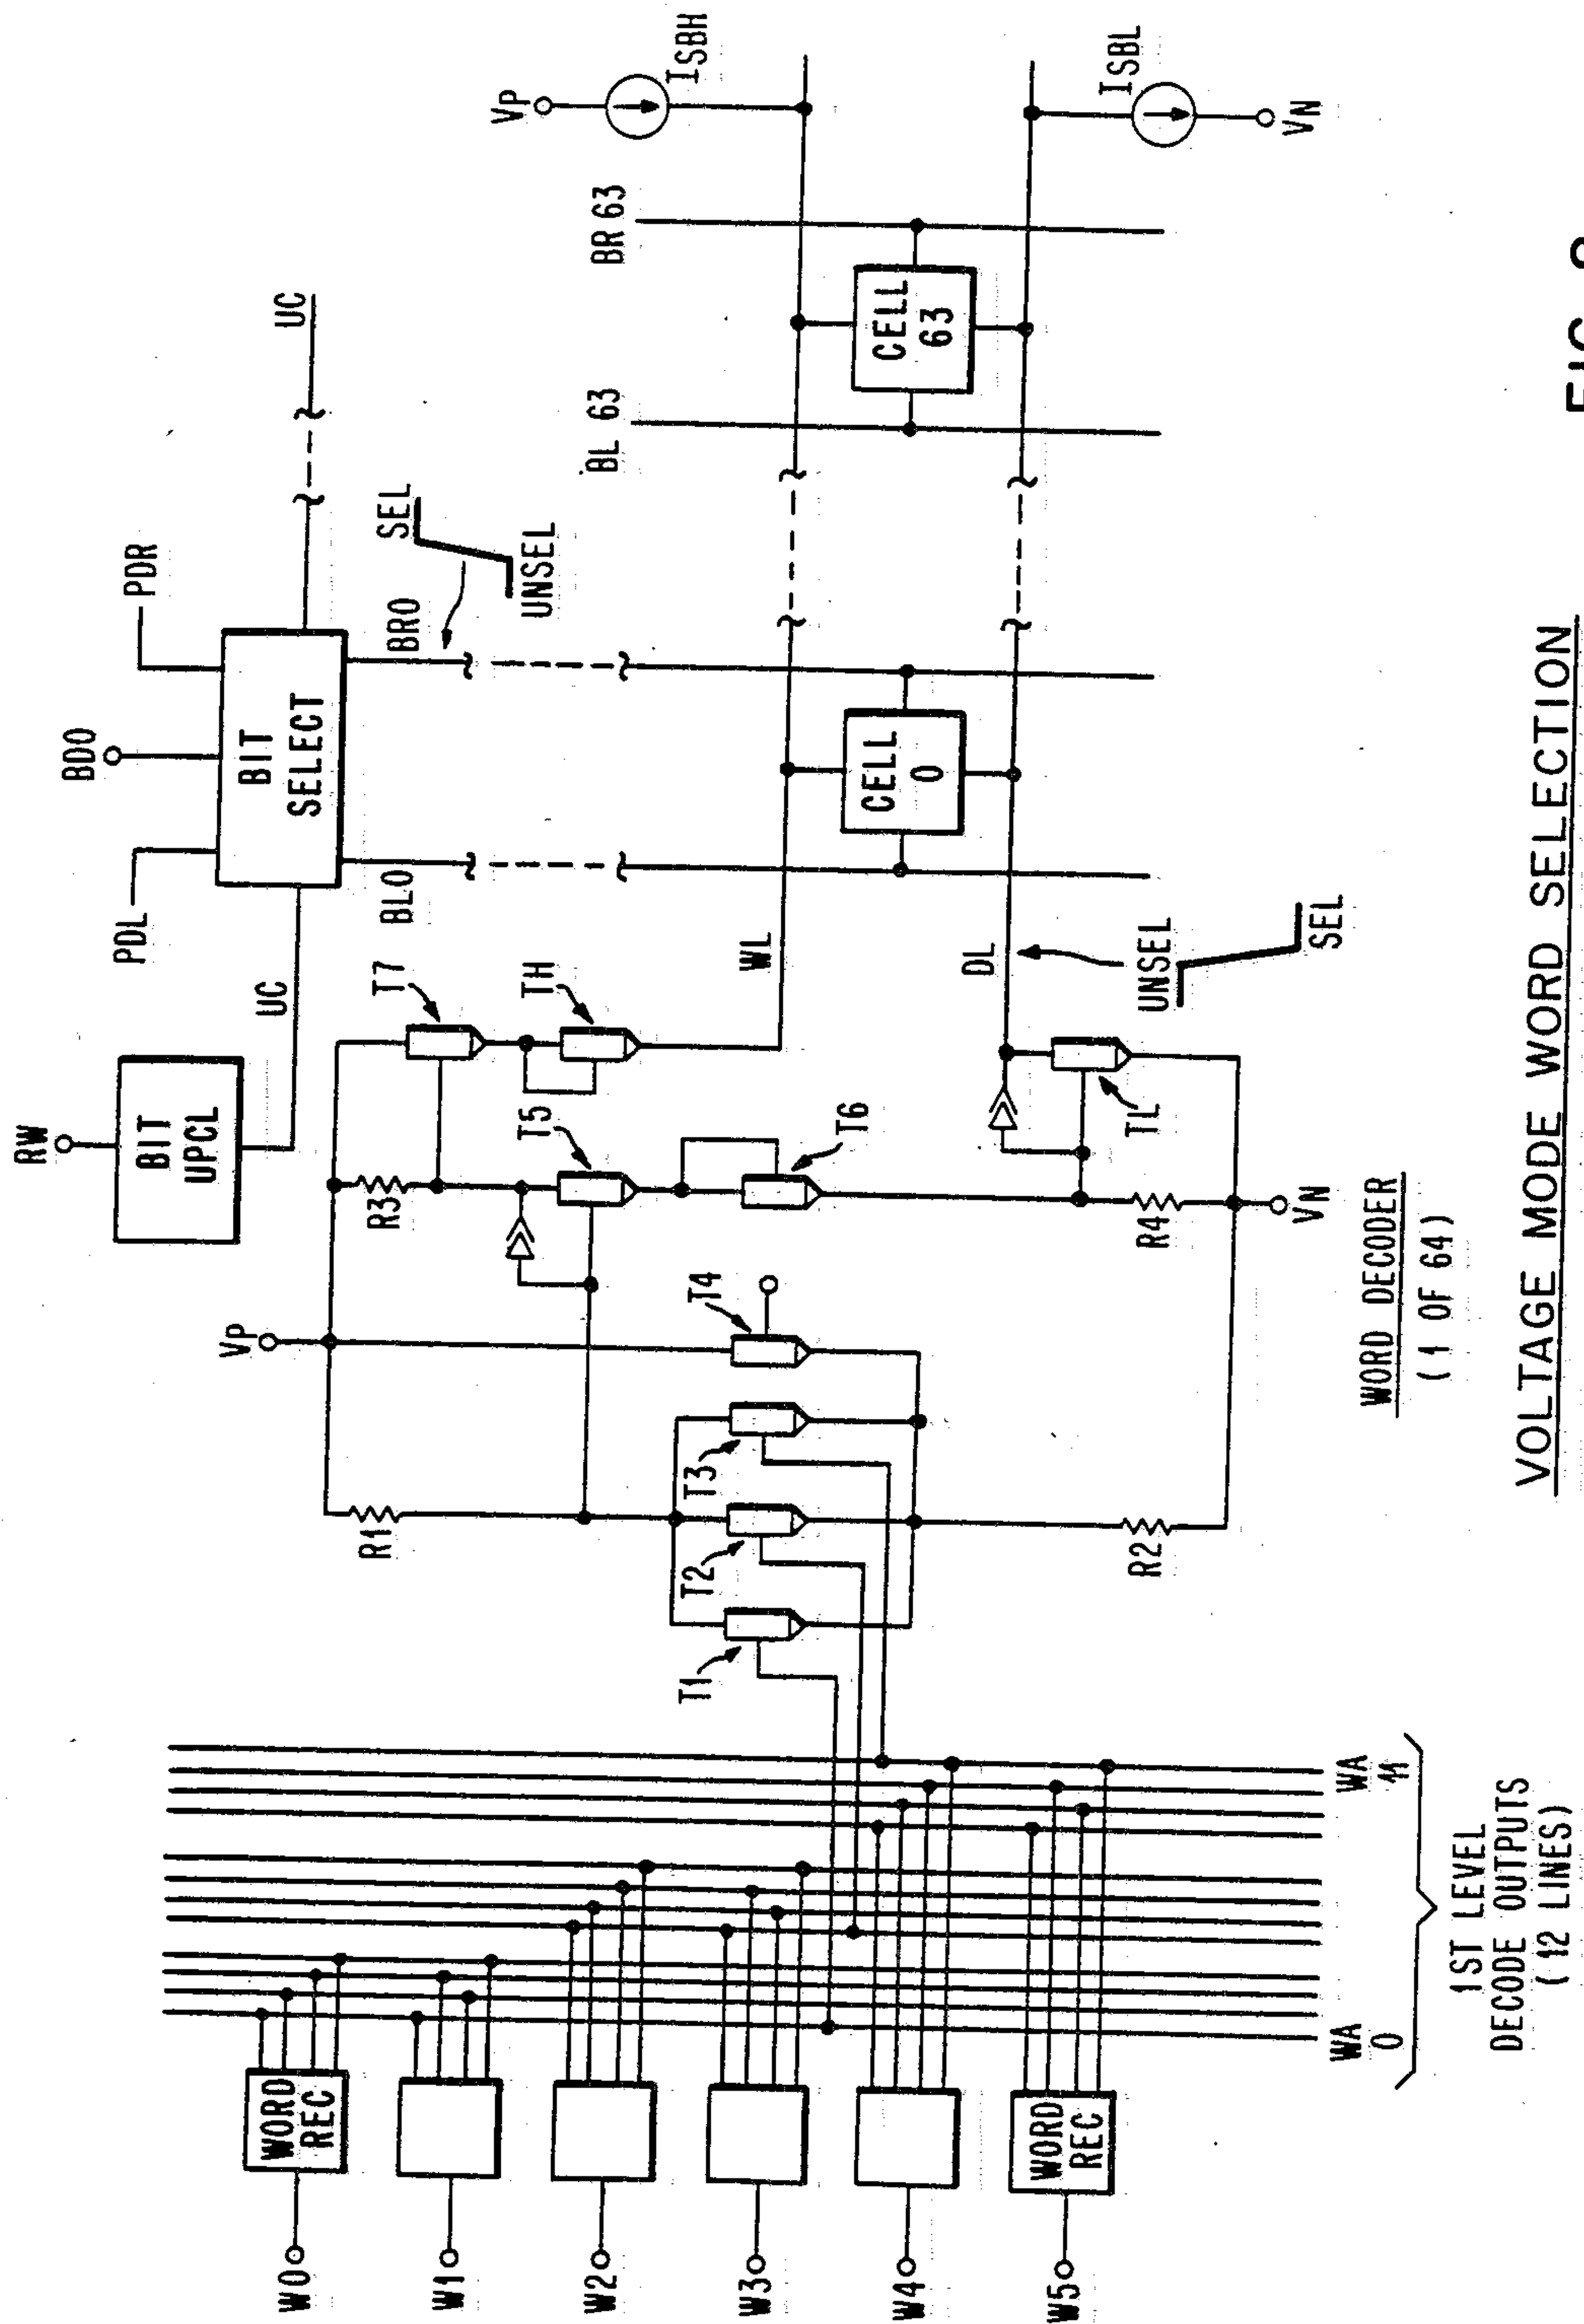 RW
BIT
UPCL
UC
PDL
BDO
PDR
BIT
SELECT
UC
BLO
BRO
SEL
UNSEL
VP
R3
T7
TH
T5
T6
R1
T1
T2
T3
T4
R2
R4
VN
TL
WL
DL
UNSEL
SEL
CELL
0
BL 63
BR 63
CELL
63
VP
ISBH
ISBL
VN
W0
W1
W2
W3
W4
W5
WORD
REC
WORD
REC
WA
0
WA
11
1ST LEVEL
DECODE OUTPUTS
(12 LINES)
WORD DECODER
(1 OF 64)
VOLTAGE MODE WORD SELECTION
FIG.